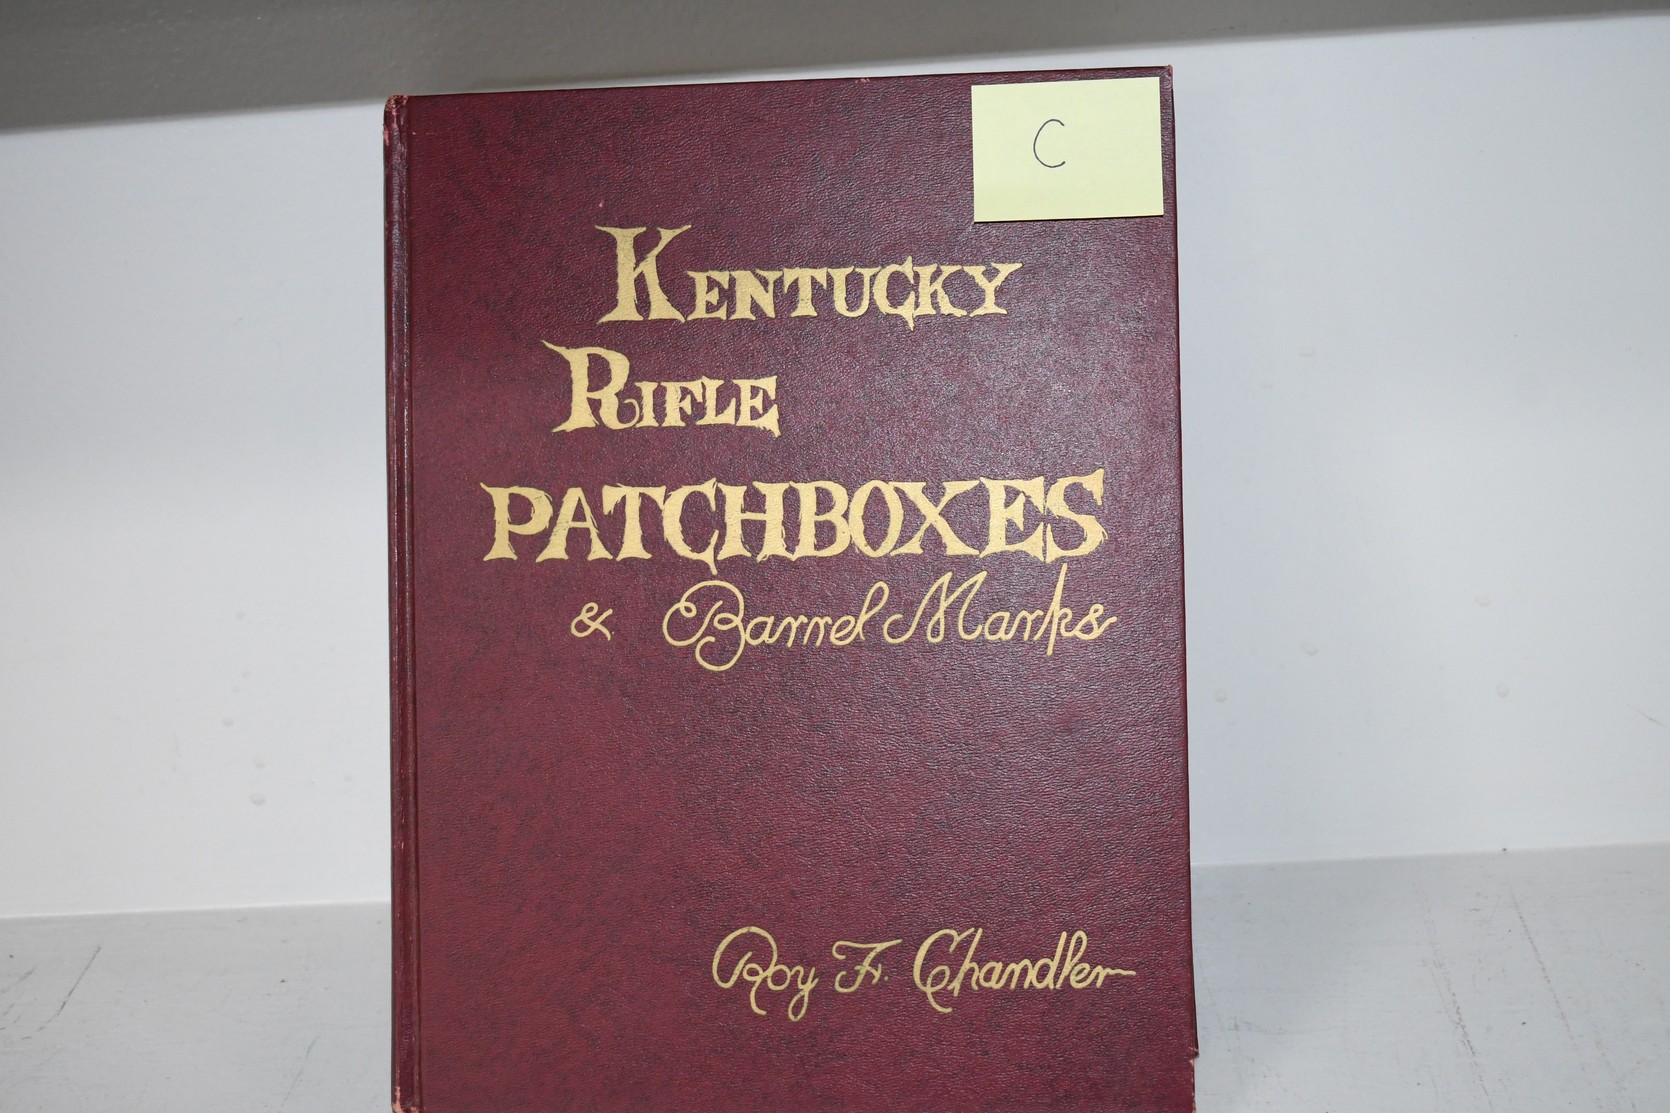 C
KENTUCKY
RIFLE
PATCHBOXES
& Barrel Marks
Roy F. Chandler